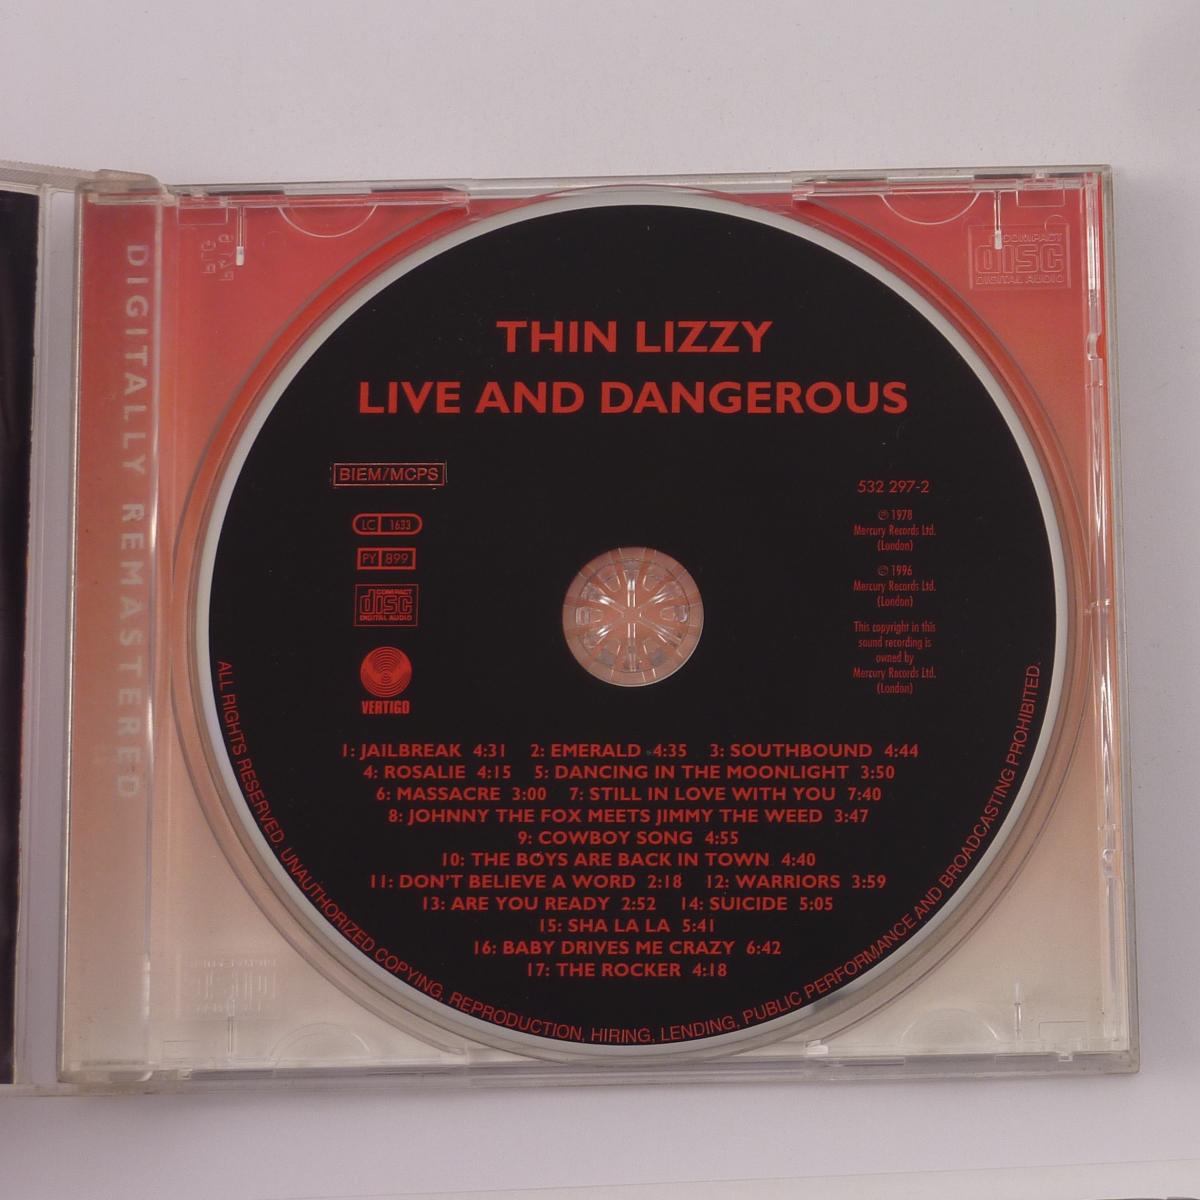 DIGITALLY REMASTERED
COMPACT
disc
DIGITAL AUDIO
THIN LIZZY
LIVE AND DANGEROUS
BIEM/MCPS
LC 1633
PY 899
COMPACT
disc
DIGITAL AUDIO
VERTIGO
532 297-2
℗ 1978
Mercury Records Ltd.
(London)
© 1996
Mercury Records Ltd.
(London)
This copyright in this
sound recording is
owned by
Mercury Records Ltd.
(London)
1: JAILBREAK 4:31 2: EMERALD 4:35 3: SOUTHBOUND 4:44
4: ROSALIE 4:15 5: DANCING IN THE MOONLIGHT 3:50
6: MASSACRE 3:00 7: STILL IN LOVE WITH YOU 7:40
8: JOHNNY THE FOX MEETS JIMMY THE WEED 3:47
9: COWBOY SONG 4:55
10: THE BOYS ARE BACK IN TOWN 4:40
11: DON'T BELIEVE A WORD 2:18 12: WARRIORS 3:59
13: ARE YOU READY 2:52 14: SUICIDE 5:05
15: SHA LA LA 5:41
16: BABY DRIVES ME CRAZY 6:42
17: THE ROCKER 4:18
ALL RIGHTS RESERVED. UNAUTHORIZED COPYING, REPRODUCTION, HIRING, LENDING, PUBLIC PERFORMANCE AND BROADCASTING PROHIBITED.